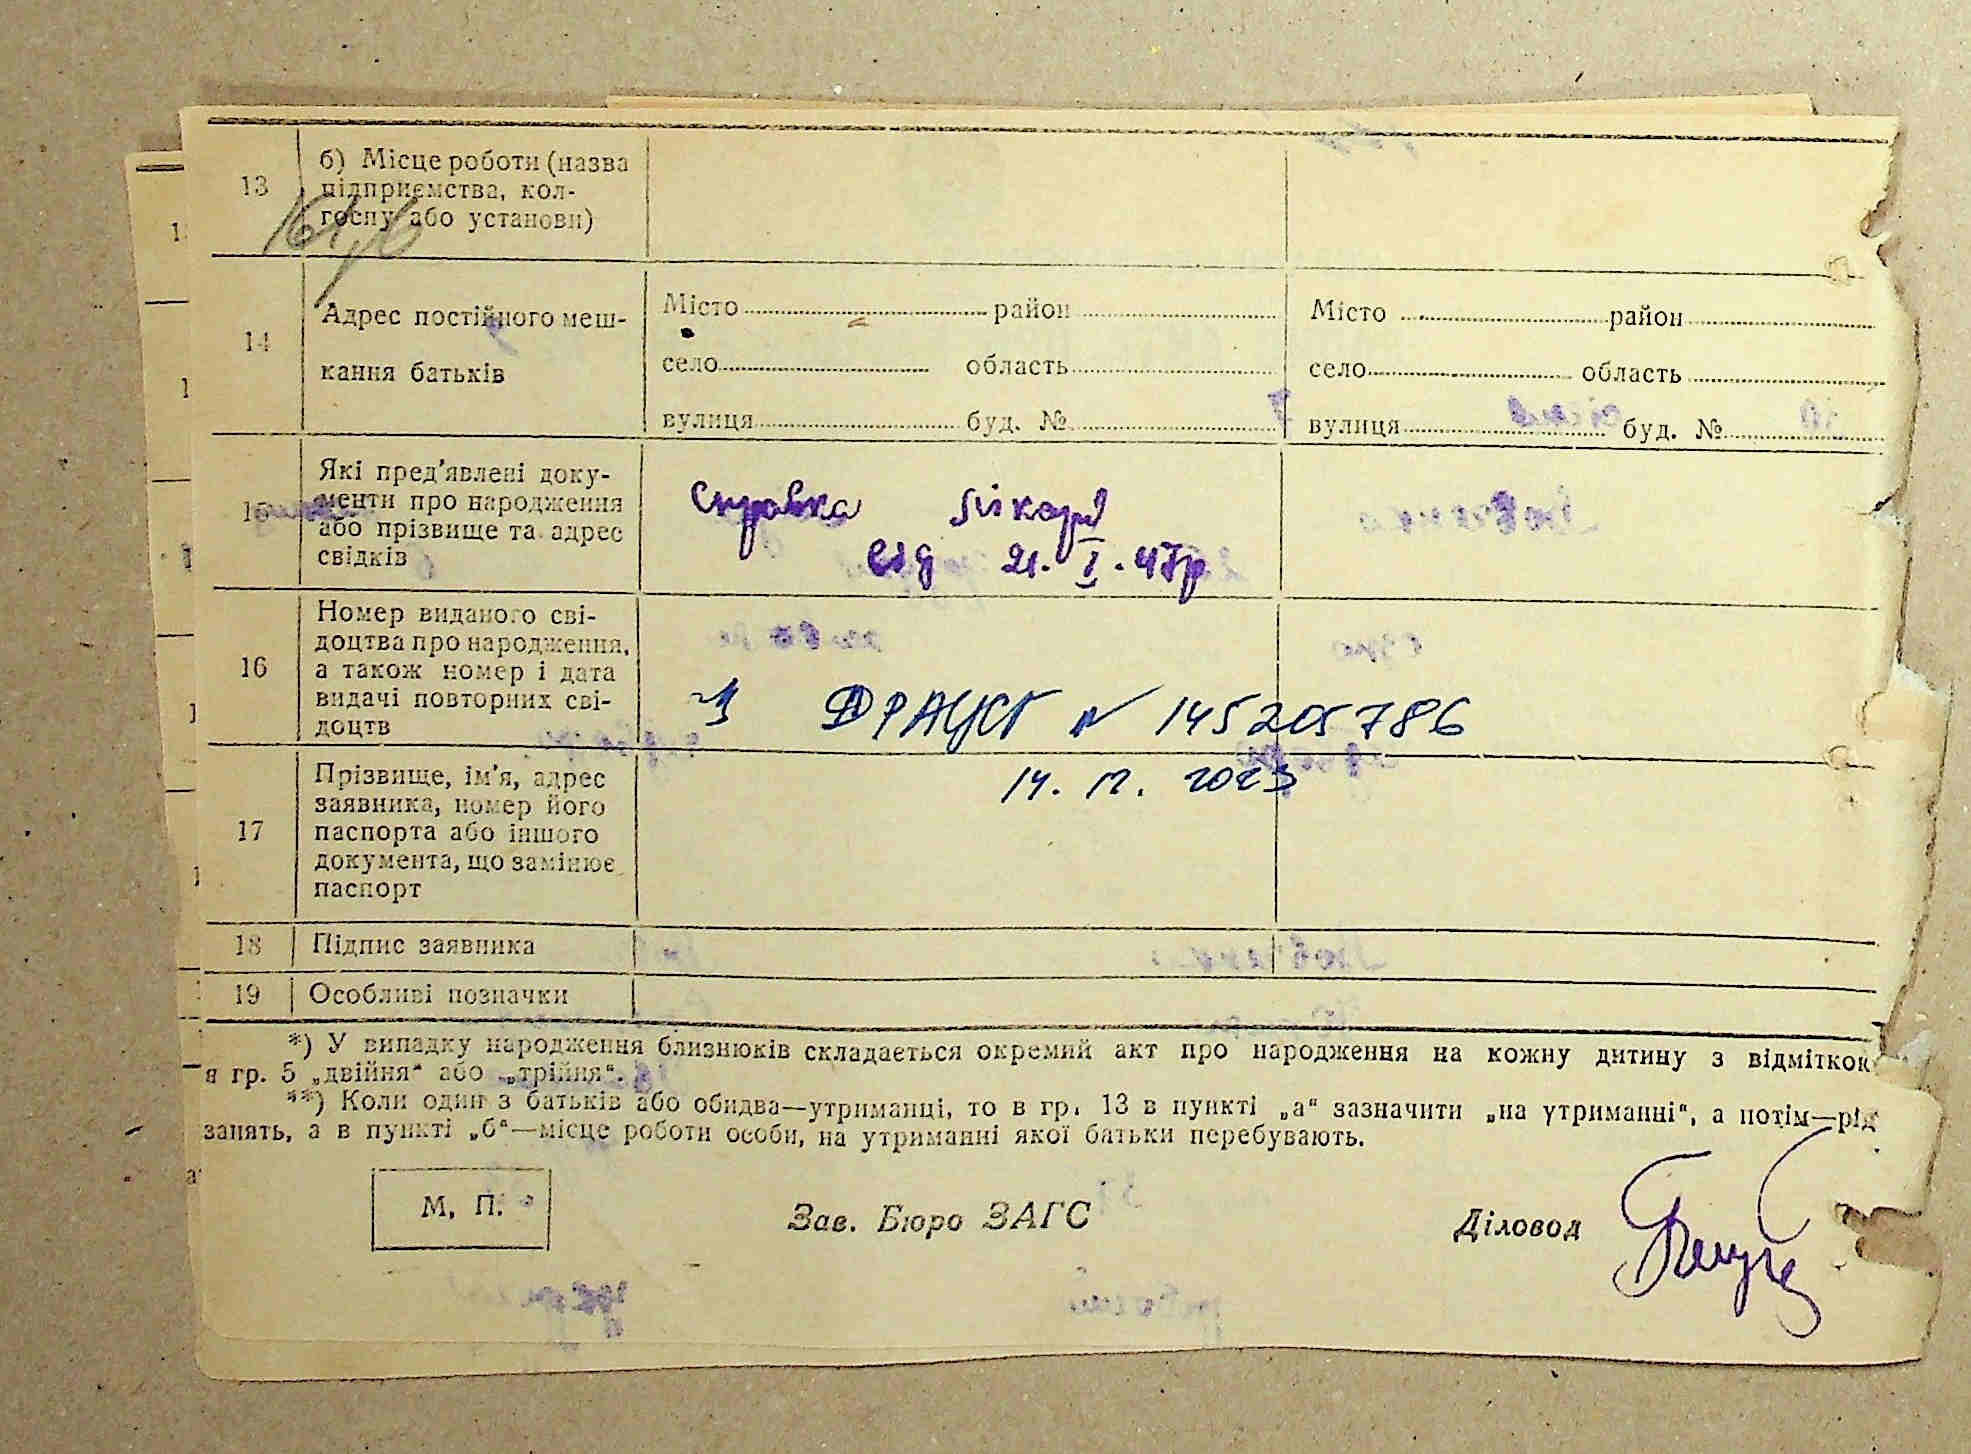 13
б) Місце роботи (назва
підприємства, кол-
госпу або установи)
14
Адрес постійного меш-
кання батьків
Місто район
село область
вулиця буд. №
Місто район
село область
вулиця буд. №
15
Які пред'явлені доку-
менти про народження
або прізвище та адрес
свідків
Справка лікаря
від 21. I. 47р
16
Номер виданого сві-
доцтва про народження,
а також номер і дата
видачі повторних сві-
доцтв
ДРАЦСГ № 145205786
14. 12. 2023
17
Прізвище, ім'я, адрес
заявника, номер його
паспорта або іншого
документа, що замінює
паспорт
18
Підпис заявника
19
Особливі позначки
*) У випадку народження близнюків складається окремий акт про народження на кожну дитину з відміткою
в гр. 5 „двійня“ або „трійня“.
**) Коли один з батьків або обидва—утриманці, то в гр. 13 в пункті „а“ зазначити „на утриманні“, а потім—рід
занять, а в пункті „б“—місце роботи особи, на утриманні якої батьки перебувають.
М. П.
Зав. Бюро ЗАГС
Діловод